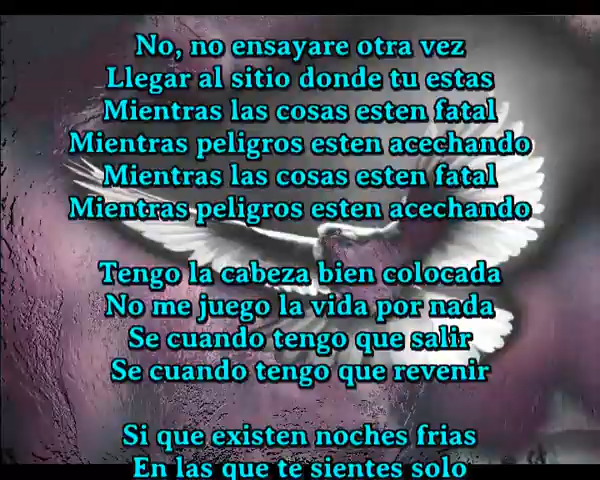 No, no ensayare otra vez
Llegar al sitio donde tu estas
Mientras las cosas esten fatal
Mientras peligros esten acechando
Mientras las cosas esten fatal
Mientras peligros esten acechando
Tengo la cabeza bien colocada
No me juego la vida por nada
Se cuando tengo que salir
Se cuando tengo que revenir
Si que existen noches frias
En las que te sientes solo